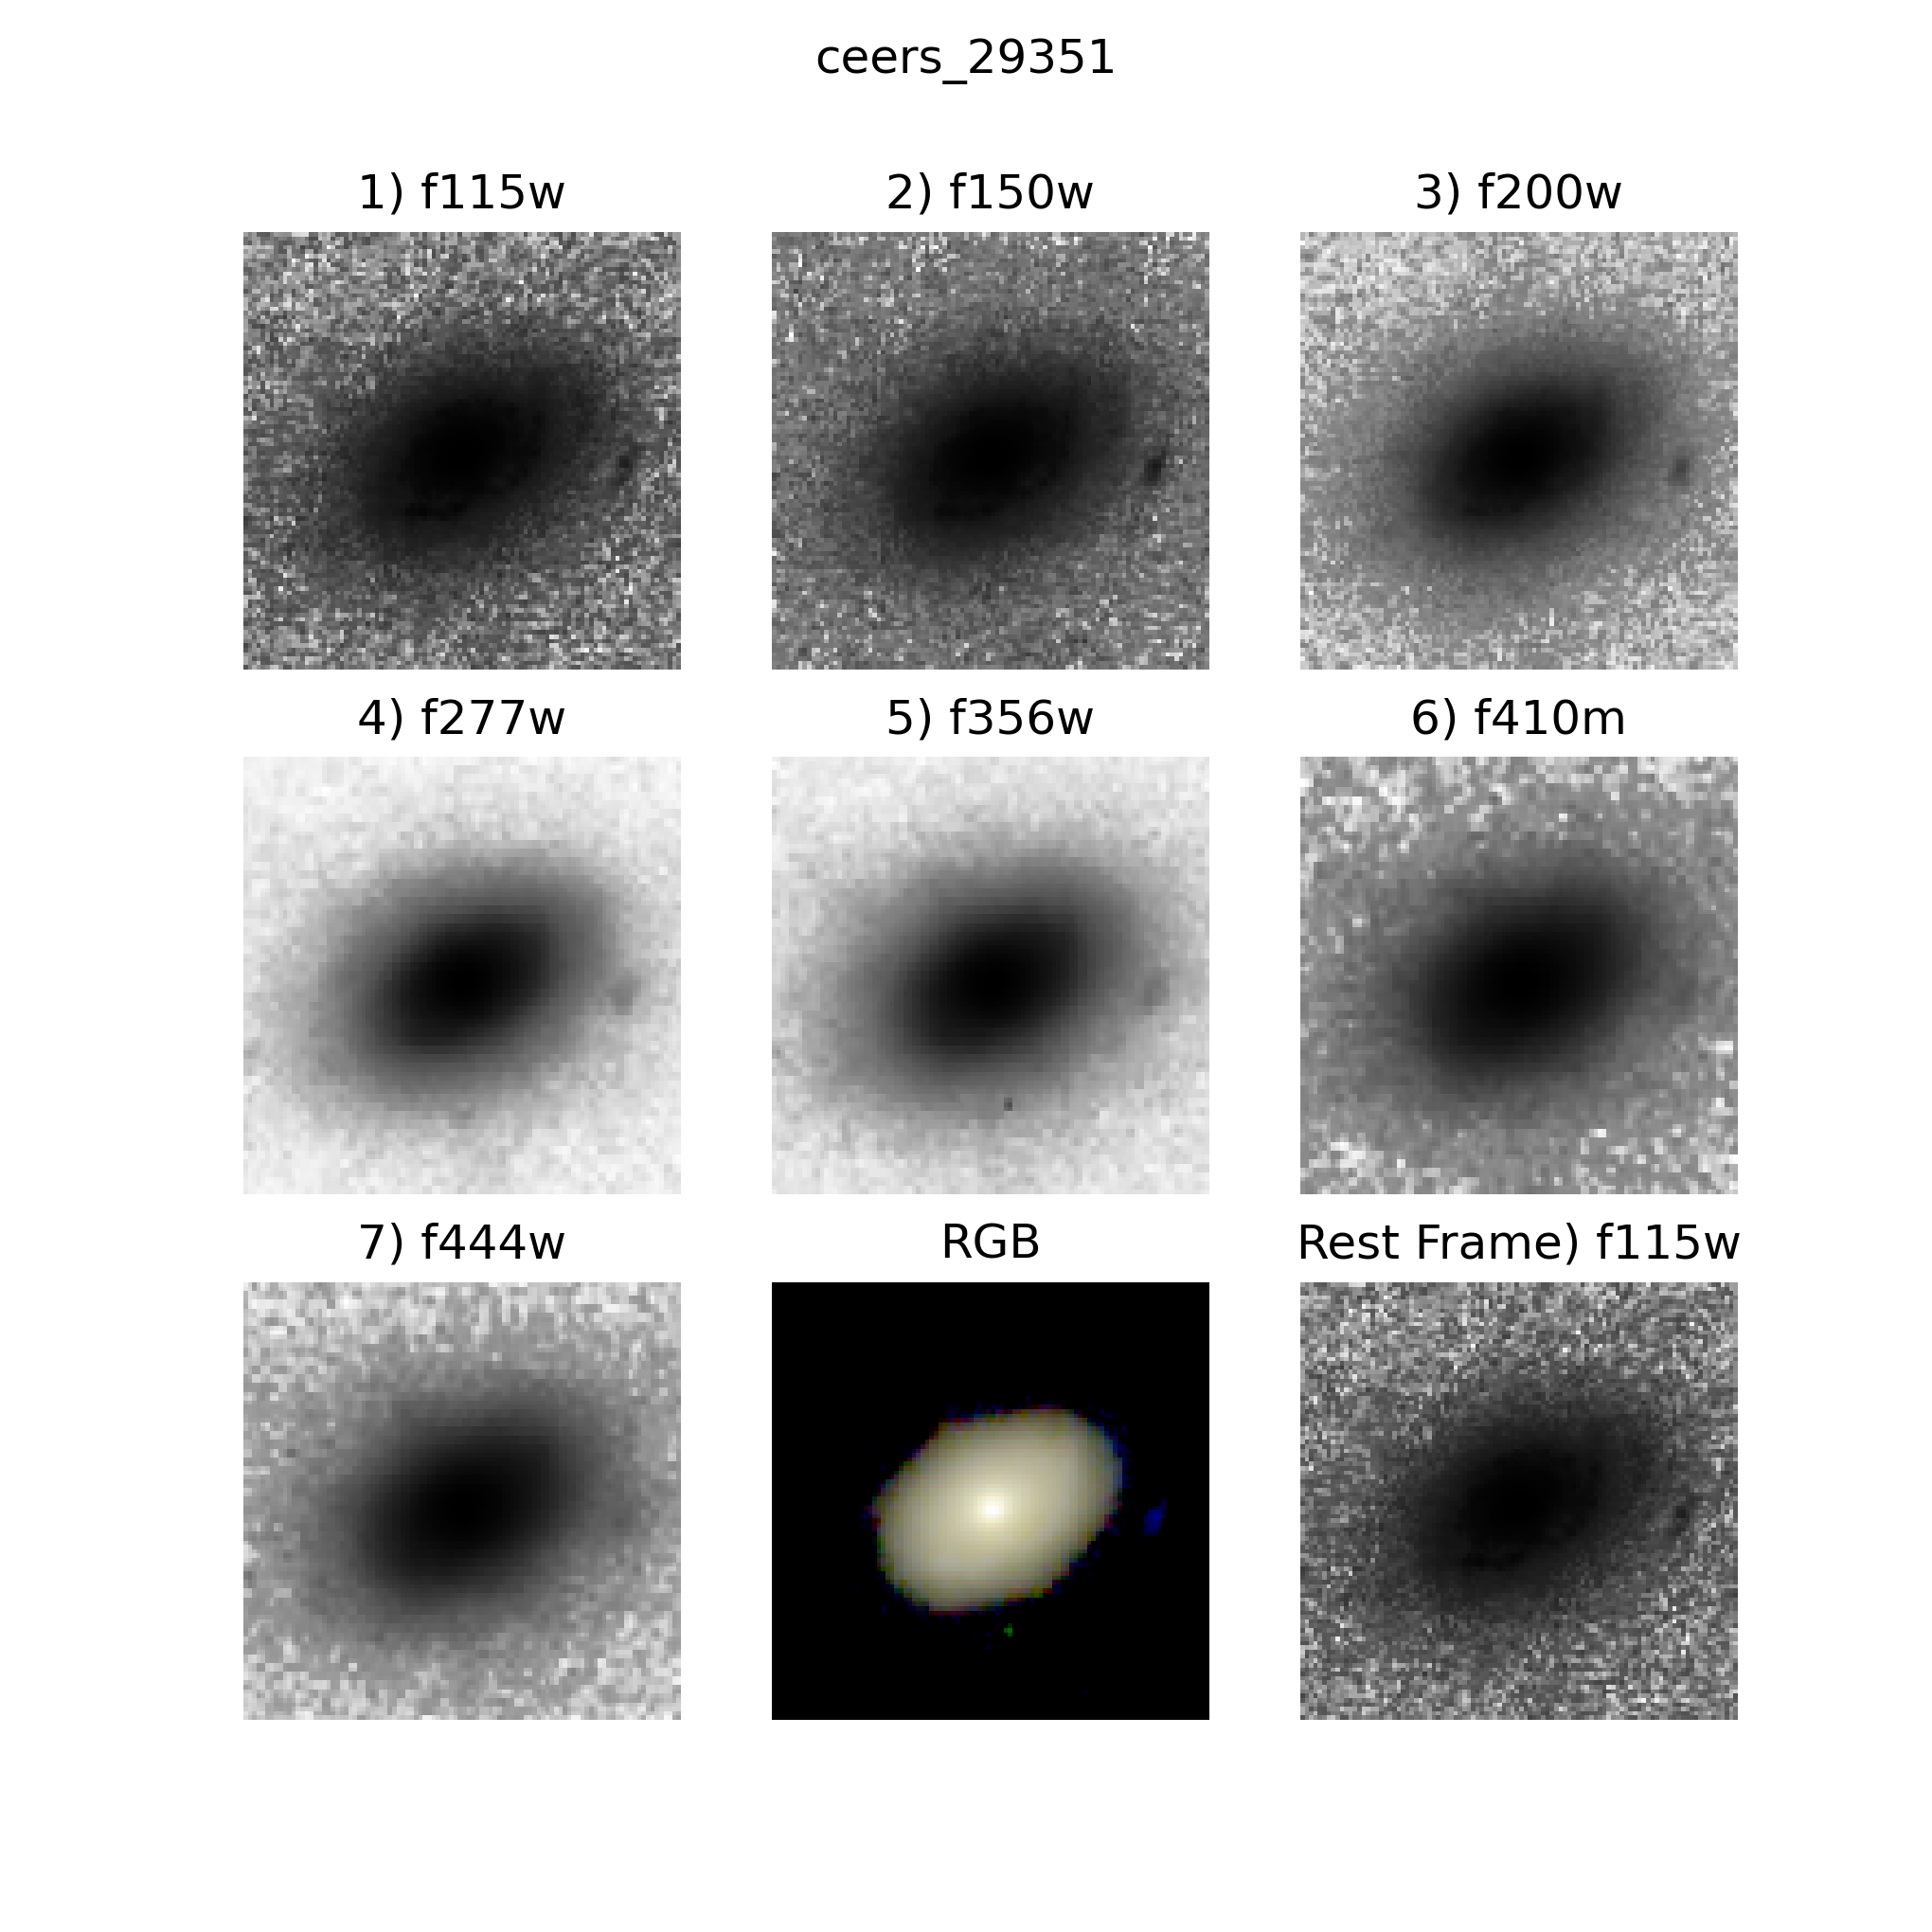 ceers_29351
1) f115w
2) f150w
3) f200w
4) f277w
5) f356w
6) f410m
7) f444w
RGB
Rest Frame) f115w